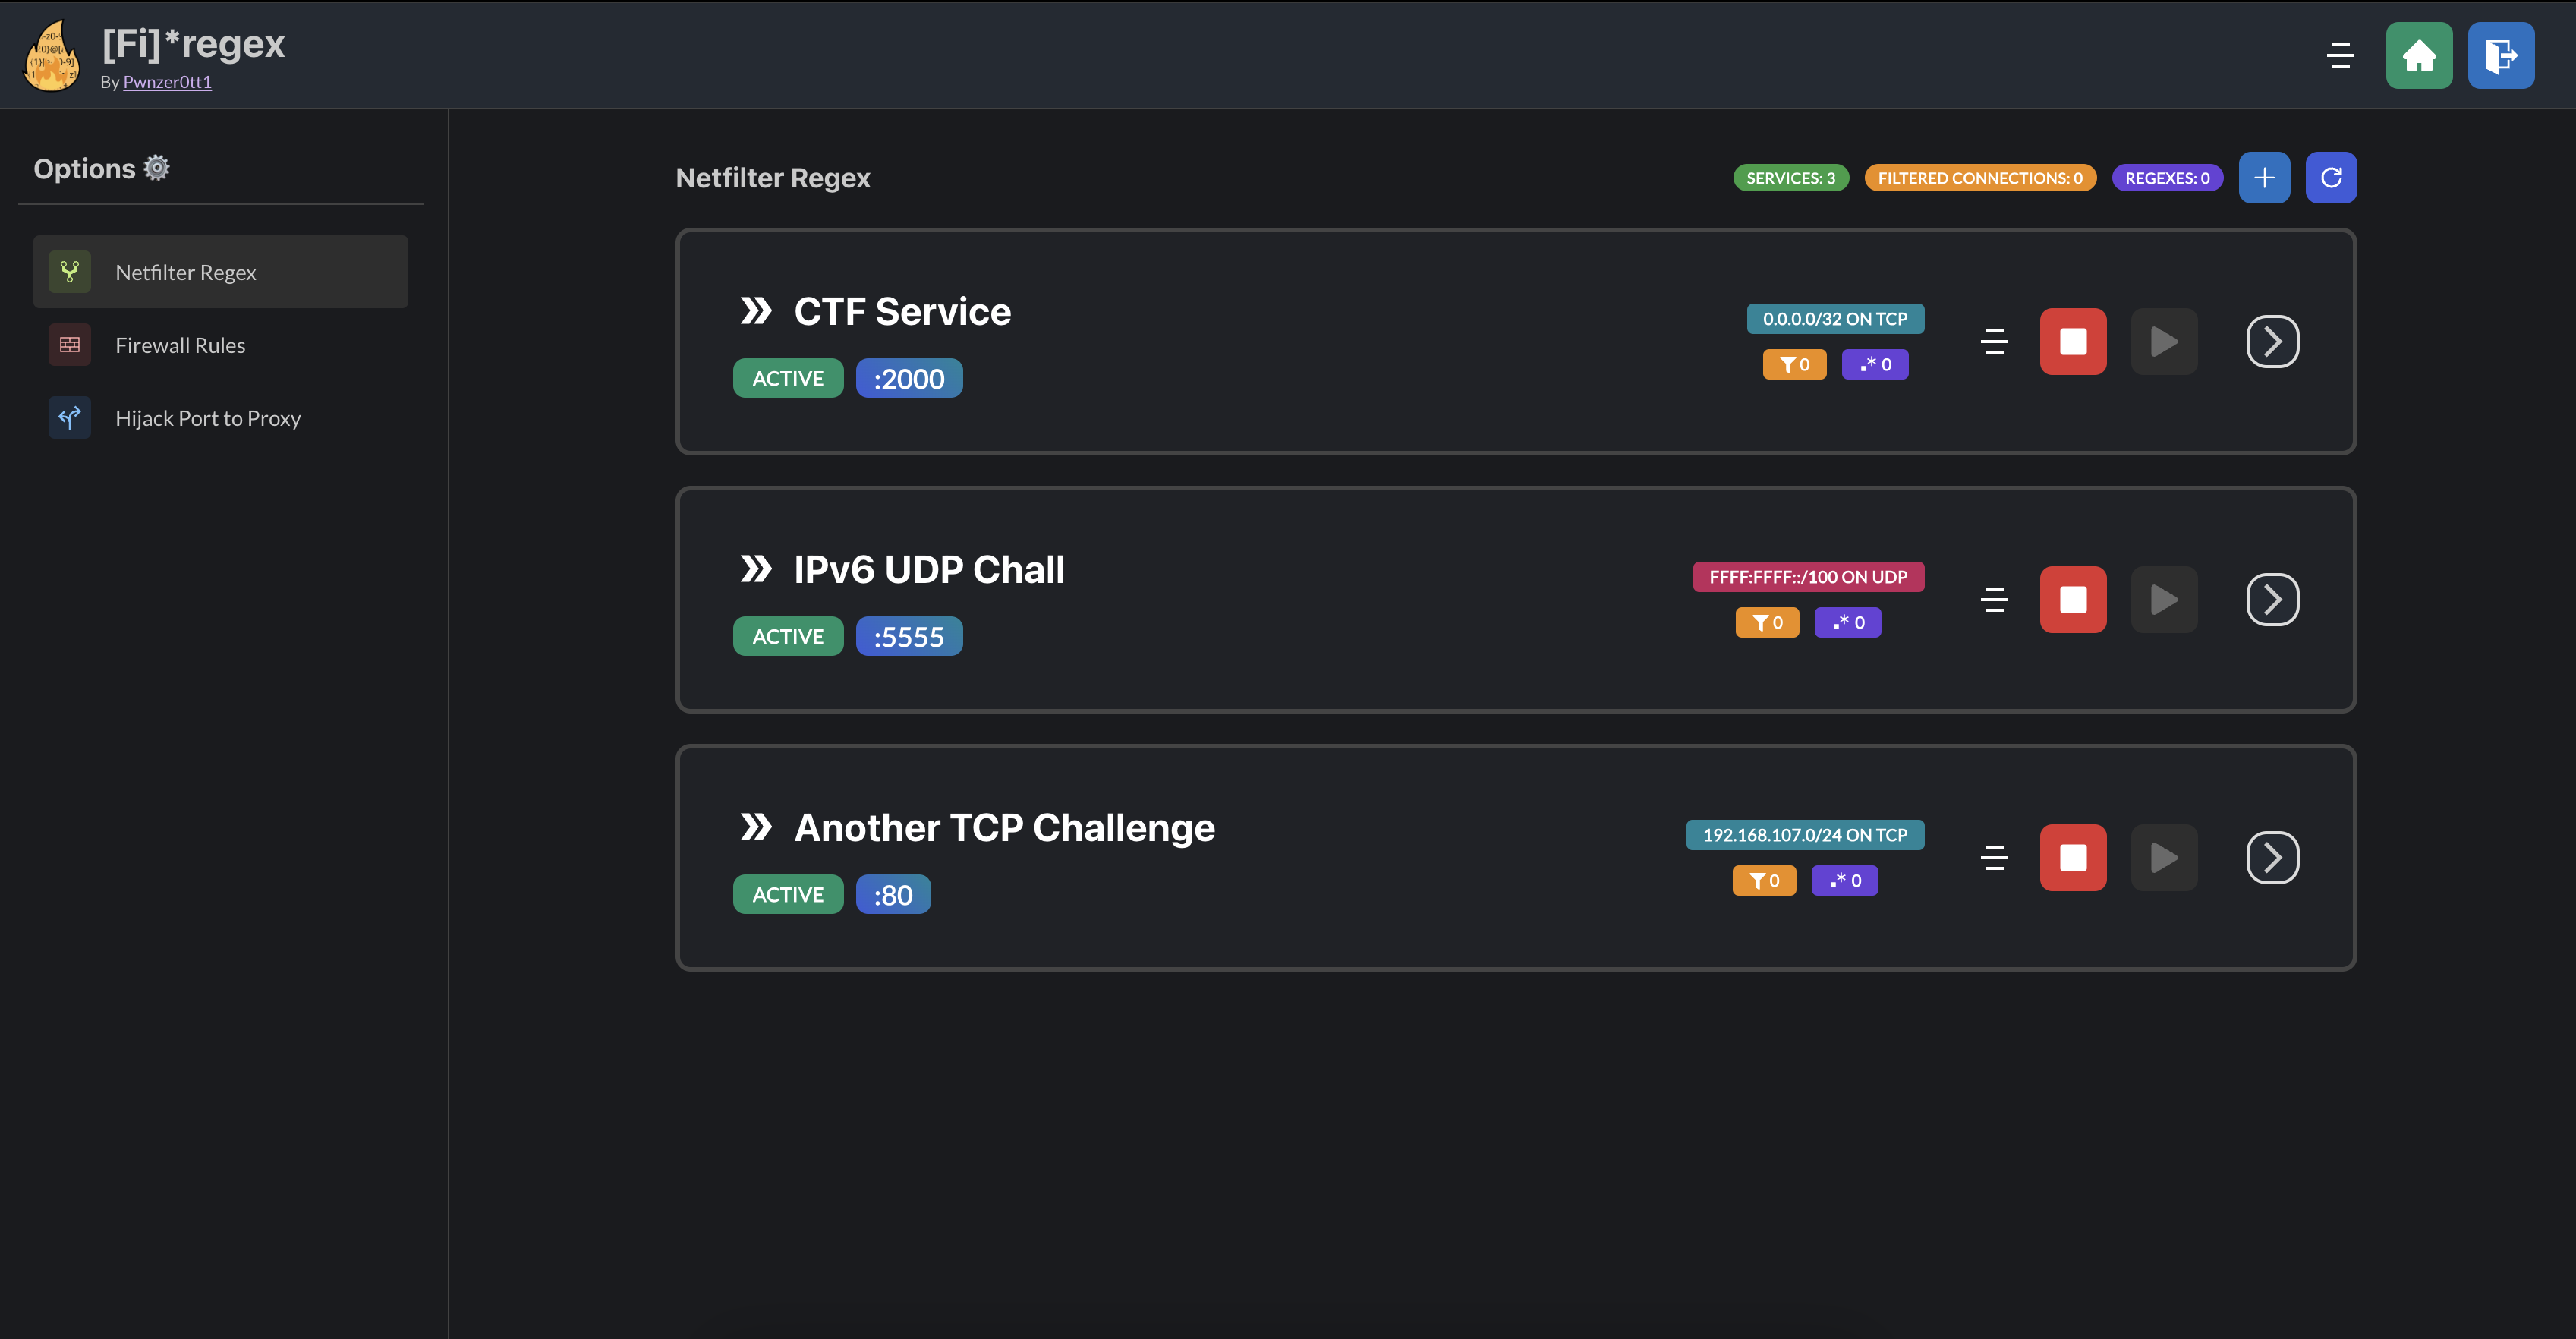 [Fi]*regex
By Pwnzer0tt1
Options
Netfilter Regex
Firewall Rules
Hijack Port to Proxy
Netfilter Regex
SERVICES: 3
FILTERED CONNECTIONS: 0
REGEXES: 0
CTF Service
ACTIVE :2000
0.0.0.0/32 ON TCP
0 .* 0
IPv6 UDP Chall
ACTIVE :5555
FFFF:FFFF::/100 ON UDP
0 .* 0
Another TCP Challenge
ACTIVE :80
192.168.107.0/24 ON TCP
0 .* 0